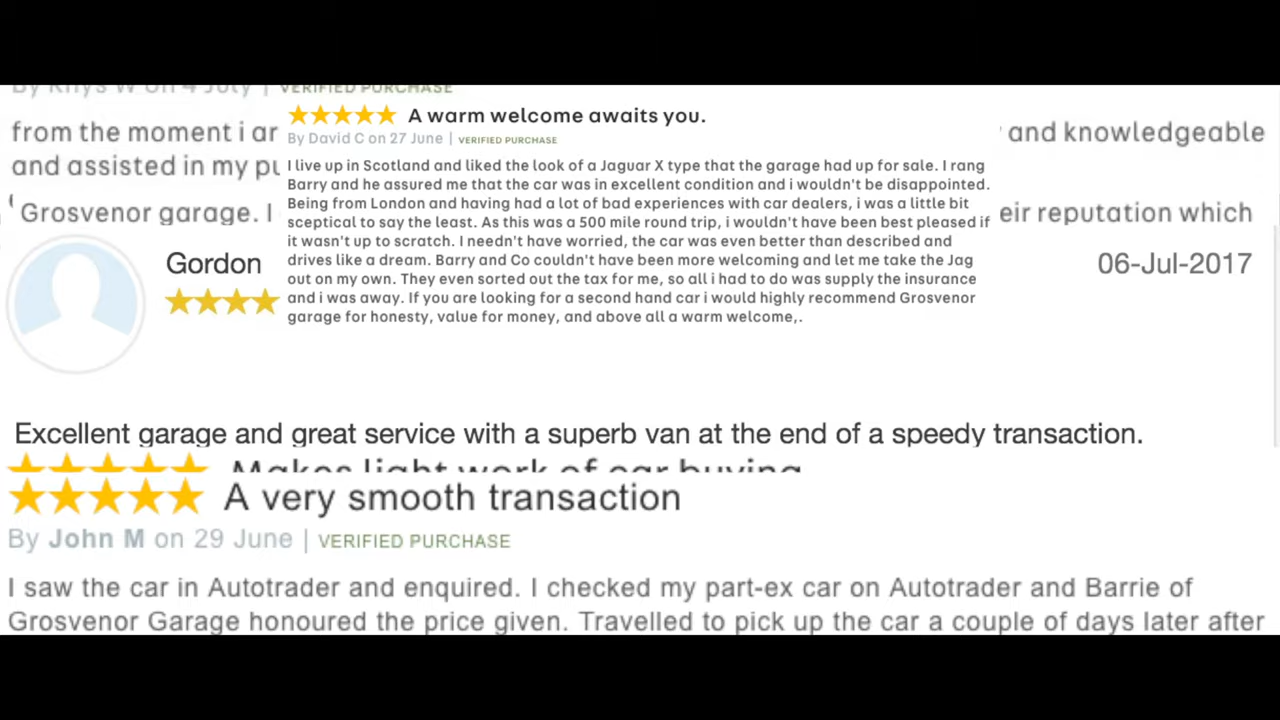 By Rhys W on 4 July | VERIFIED PURCHASE
from the moment i ar
and knowledgeable
and assisted in my pu
Grosvenor garage. I
eir reputation which
A warm welcome awaits you.
By David C on 27 June | VERIFIED PURCHASE
I live up in Scotland and liked the look of a Jaguar X type that the garage had up for sale. I rang
Barry and he assured me that the car was in excellent condition and i wouldn't be disappointed.
Being from London and having had a lot of bad experiences with car dealers, i was a little bit
sceptical to say the least. As this was a 500 mile round trip, i wouldn't have been best pleased if
it wasn't up to scratch. I needn't have worried, the car was even better than described and
drives like a dream. Barry and Co couldn't have been more welcoming and let me take the Jag
out on my own. They even sorted out the tax for me, so all i had to do was supply the insurance
and i was away. If you are looking for a second hand car i would highly recommend Grosvenor
garage for honesty, value for money, and above all a warm welcome,.
Gordon
06-Jul-2017
Excellent garage and great service with a superb van at the end of a speedy transaction.
Makes light work of car buying
A very smooth transaction
By John M on 29 June | VERIFIED PURCHASE
I saw the car in Autotrader and enquired. I checked my part-ex car on Autotrader and Barrie of
Grosvenor Garage honoured the price given. Travelled to pick up the car a couple of days later after